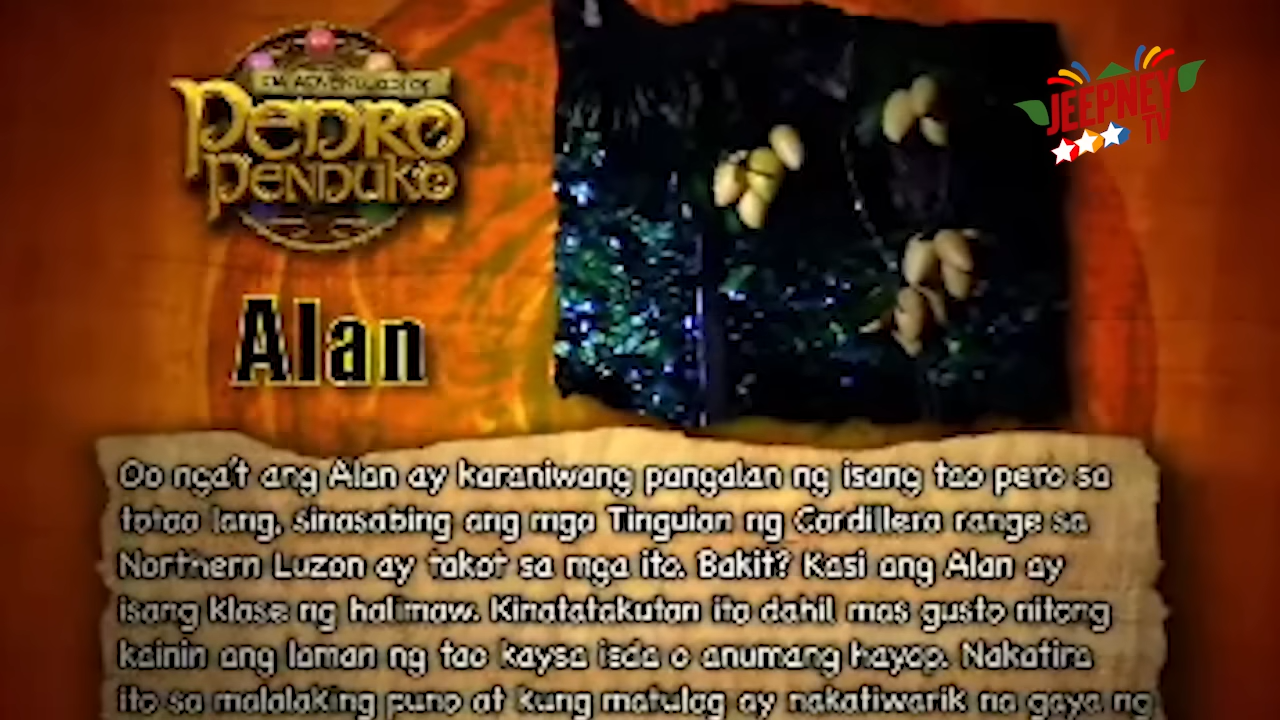 DA ADVENTURES OF
PEDRO
PENDUKO
JEEPNEY
TV
Alan
Oo nga't ang Alan ay karaniwang pangalan ng isang tao pero sa
totoo lang, sinasabing ang mga Tinguian ng Cordillera range sa
Northern Luzon ay takot sa mga ito. Bakit? Kasi ang Alan ay
isang klase ng halimaw. Kinatatakutan ito dahil mas gusto nitong
kainin ang laman ng tao kaysa isda o anumang hayop. Nakatira
ito sa malalaking puno at kung matulog ay nakatiwarik na gaya ng